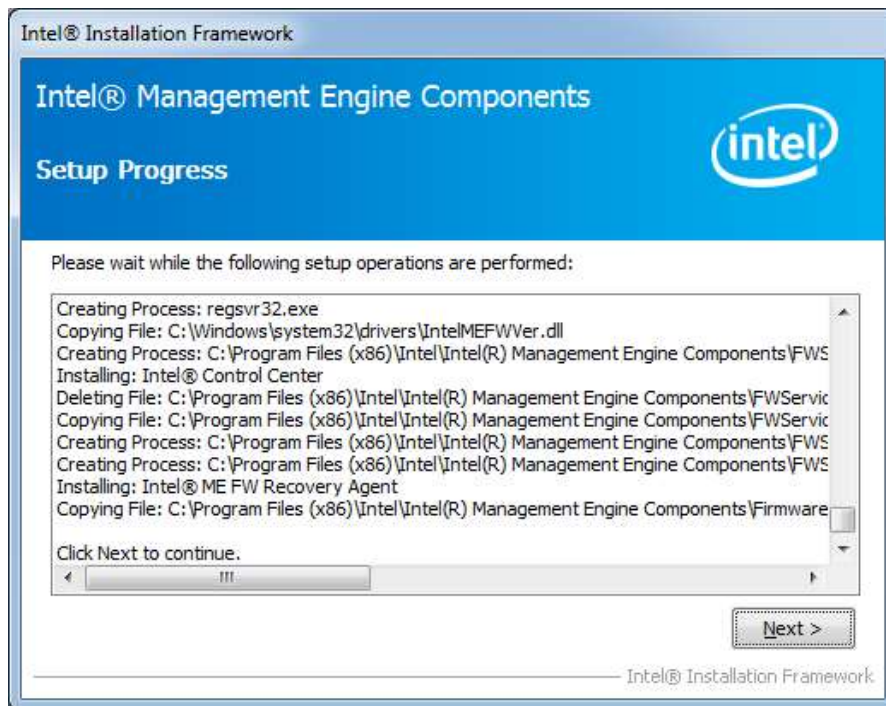 Intel® Installation Framework
Intel® Management Engine Components
intel
Setup Progress
Please wait while the following setup operations are performed:
Creating Process: regsvr32.exe
Copying File: C:\Windows\system32\drivers\IntelMEFWVer.dll
Creating Process: C:\Program Files (x86)\Intel\Intel(R) Management Engine Components\FWS
Installing: Intel® Control Center
Deleting File: C:\Program Files (x86)\Intel\Intel(R) Management Engine Components\FWServic
Copying File: C:\Program Files (x86)\Intel\Intel(R) Management Engine Components\FWServic
Creating Process: C:\Program Files (x86)\Intel\Intel(R) Management Engine Components\FWS
Creating Process: C:\Program Files (x86)\Intel\Intel(R) Management Engine Components\FWS
Installing: Intel® ME FW Recovery Agent
Copying File: C:\Program Files (x86)\Intel\Intel(R) Management Engine Components\Firmware
Click Next to continue.
Next >
Intel® Installation Framework